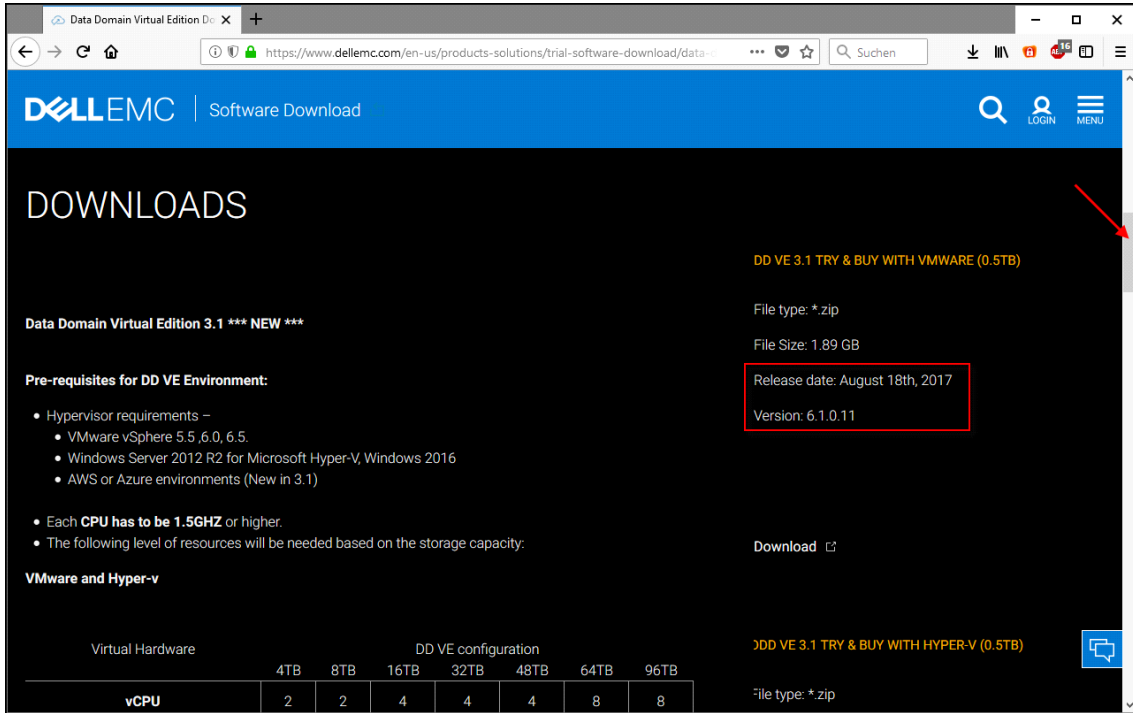 Data Domain Virtual Edition Do
https://www.dellemc.com/en-us/products-solutions/trial-software-download/data-d
Suchen
16
DELLEMC | Software Download
LOGIN
MENU
DOWNLOADS
Data Domain Virtual Edition 3.1 *** NEW ***
Pre-requisites for DD VE Environment:
• Hypervisor requirements –
• VMware vSphere 5.5 ,6.0, 6.5.
• Windows Server 2012 R2 for Microsoft Hyper-V, Windows 2016
• AWS or Azure environments (New in 3.1)
• Each CPU has to be 1.5GHZ or higher.
• The following level of resources will be needed based on the storage capacity:
VMware and Hyper-v
Virtual Hardware DD VE configuration
4TB 8TB 16TB 32TB 48TB 64TB 96TB
vCPU 2 2 4 4 4 8 8
DD VE 3.1 TRY & BUY WITH VMWARE (0.5TB)
File type: *.zip
File Size: 1.89 GB
Release date: August 18th, 2017
Version: 6.1.0.11
Download
DDD VE 3.1 TRY & BUY WITH HYPER-V (0.5TB)
File type: *.zip